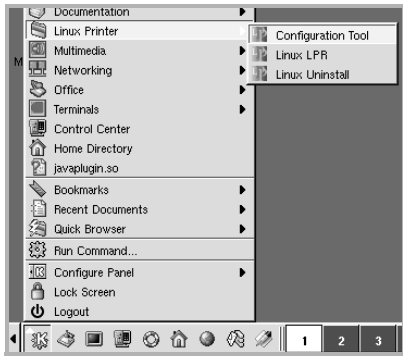 Documentation
Linux Printer
Configuration Tool
Multimedia
Linux LPR
M
Networking
Linux Uninstall
Office
Terminals
Control Center
Home Directory
javaplugin.so
Bookmarks
Recent Documents
Quick Browser
Run Command...
Configure Panel
Lock Screen
Logout
1 2 3